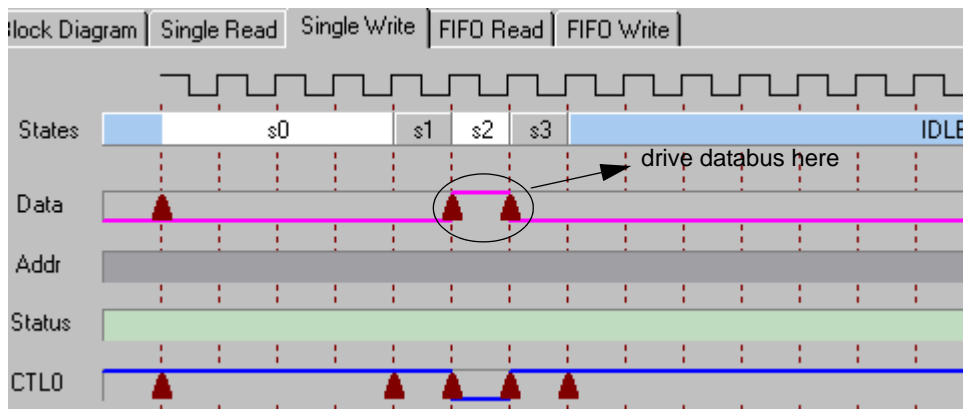 lock Diagram Single Read Single Write FIFO Read FIFO Write
States s0 s1 s2 s3 IDLE
drive databus here
Data
Addr
Status
CTL0